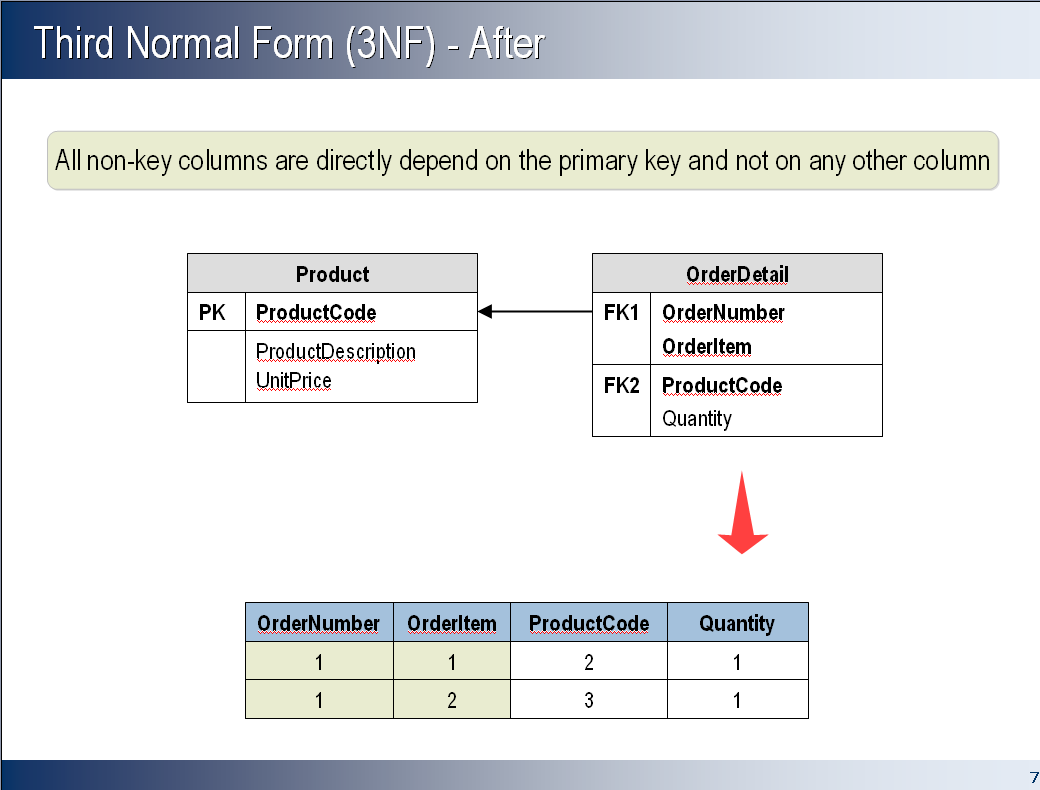 Third Normal Form (3NF) - After
All non-key columns are directly depend on the primary key and not on any other column
Product
PK ProductCode
ProductDescription
UnitPrice
OrderDetail
FK1 OrderNumber
OrderItem
FK2 ProductCode
Quantity
OrderNumber OrderItem ProductCode Quantity
1 1 2 1
1 2 3 1
7